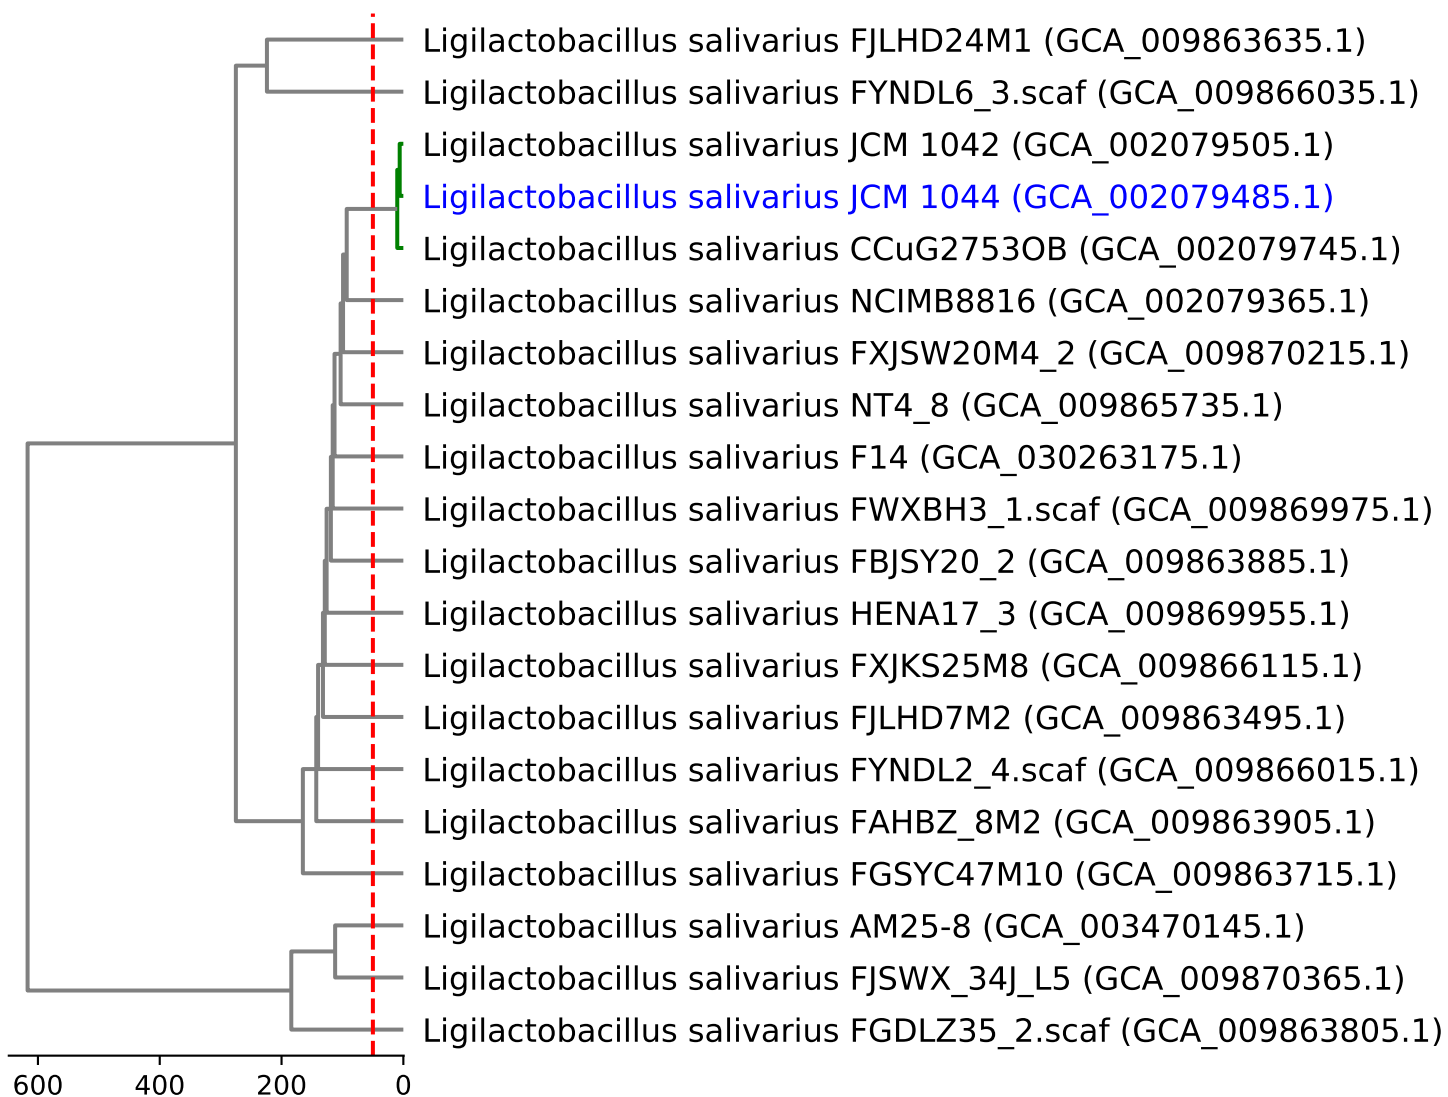 Ligilactobacillus salivarius FJLHD24M1 (GCA_009863635.1)
Ligilactobacillus salivarius FYNDL6_3.scaf (GCA_009866035.1)
Ligilactobacillus salivarius JCM 1042 (GCA_002079505.1)
Ligilactobacillus salivarius JCM 1044 (GCA_002079485.1)
Ligilactobacillus salivarius CCuG2753OB (GCA_002079745.1)
Ligilactobacillus salivarius NCIMB8816 (GCA_002079365.1)
Ligilactobacillus salivarius FXJSW20M4_2 (GCA_009870215.1)
Ligilactobacillus salivarius NT4_8 (GCA_009865735.1)
Ligilactobacillus salivarius F14 (GCA_030263175.1)
Ligilactobacillus salivarius FWXBH3_1.scaf (GCA_009869975.1)
Ligilactobacillus salivarius FBJSY20_2 (GCA_009863885.1)
Ligilactobacillus salivarius HENA17_3 (GCA_009869955.1)
Ligilactobacillus salivarius FXJKS25M8 (GCA_009866115.1)
Ligilactobacillus salivarius FJLHD7M2 (GCA_009863495.1)
Ligilactobacillus salivarius FYNDL2_4.scaf (GCA_009866015.1)
Ligilactobacillus salivarius FAHBZ_8M2 (GCA_009863905.1)
Ligilactobacillus salivarius FGSYC47M10 (GCA_009863715.1)
Ligilactobacillus salivarius AM25-8 (GCA_003470145.1)
Ligilactobacillus salivarius FJSWX_34J_L5 (GCA_009870365.1)
Ligilactobacillus salivarius FGDLZ35_2.scaf (GCA_009863805.1)
600 400 200 0